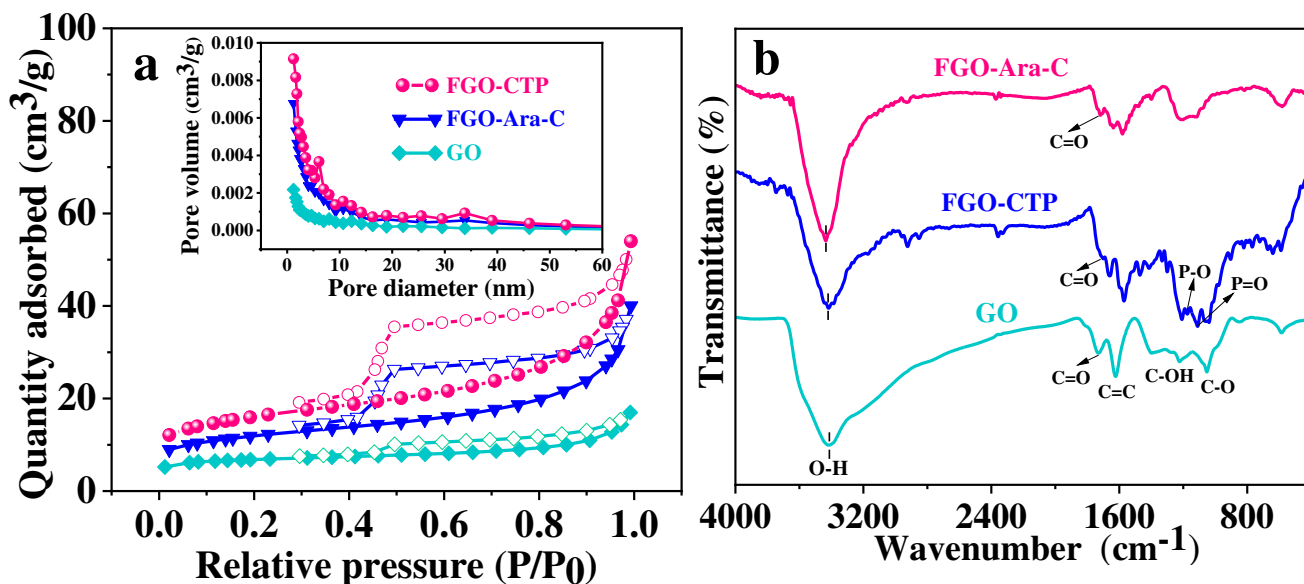 a
Quantity adsorbed (cm3/g)
100
80
60
40
20
0
0.0 0.2 0.4 0.6 0.8 1.0
Relative pressure (P/P0)
Pore volume (cm3/g)
0.010
0.008
0.006
0.004
0.002
0.000
0 10 20 30 40 50 60
Pore diameter (nm)
FGO-CTP
FGO-Ara-C
GO
b
Transmittance (%)
FGO-Ara-C
C=O
FGO-CTP
C=O
P-O
P=O
GO
C=O
C=C
C-OH
C-O
O-H
4000 3200 2400 1600 800
Wavenumber (cm-1)